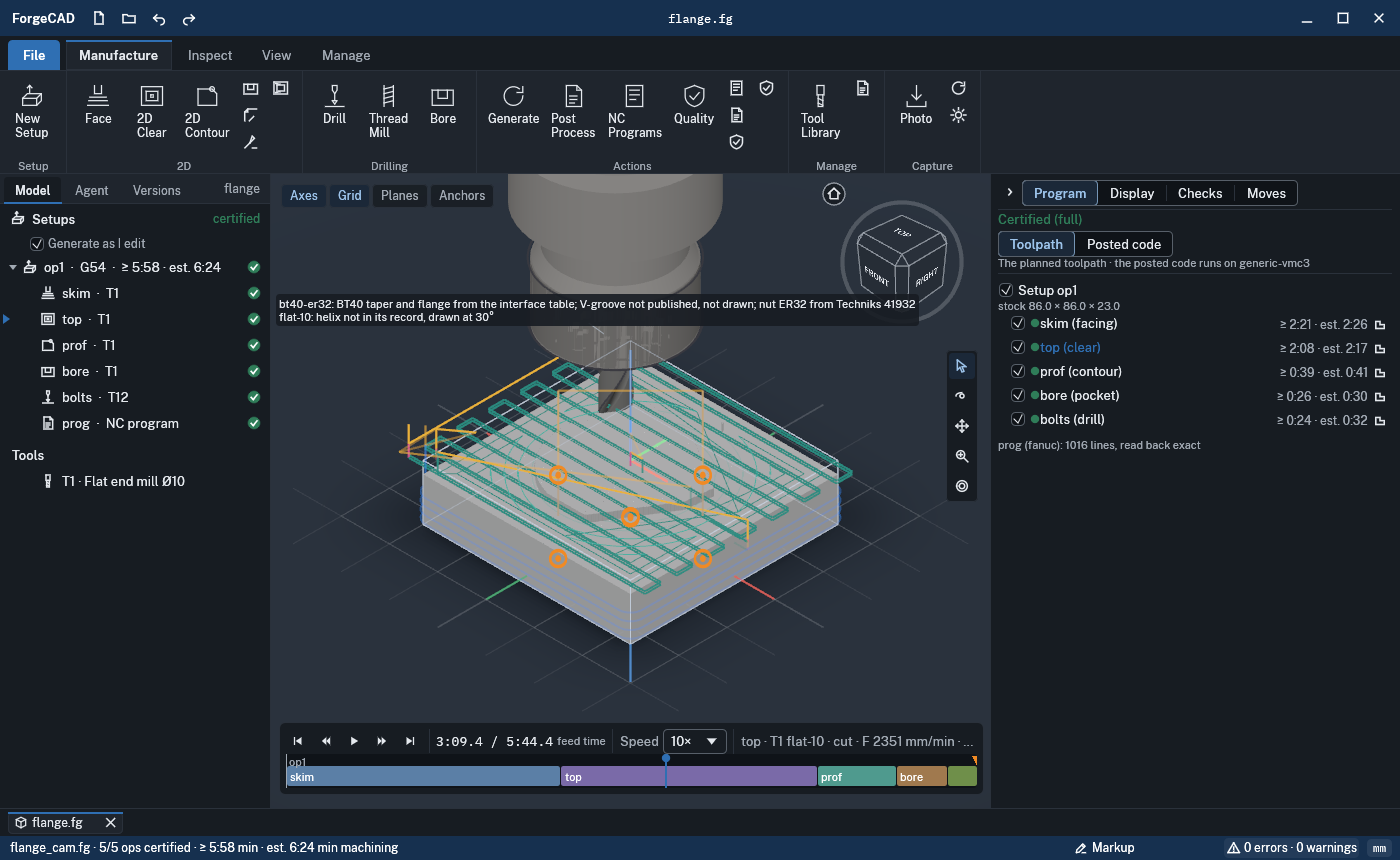 ForgeCAD
flange.fg
File
Manufacture
Inspect
View
Manage
New Setup
Face
2D Clear
2D Contour
Drill
Thread Mill
Bore
Generate
Post Process
NC Programs
Quality
Tool Library
Photo
Setup
2D
Drilling
Actions
Manage
Capture
Model
Agent
Versions
flange
Setups
certified
Generate as I edit
op1 · G54 · ≥ 5:58 · est. 6:24
skim · T1
top · T1
prof · T1
bore · T1
bolts · T12
prog · NC program
Tools
T1 · Flat end mill Ø10
Axes
Grid
Planes
Anchors
TOP
FRONT
RIGHT
bt40-er32: BT40 taper and flange from the interface table; V-groove not published, not drawn; nut ER32 from Techniks 41932
flat-10: helix not in its record, drawn at 30°
3:09.4 / 5:44.4 feed time
Speed
10×
top · T1 flat-10 · cut · F 2351 mm/min · ...
op1
skim
top
prof
bore
Program
Display
Checks
Moves
Certified (full)
Toolpath
Posted code
The planned toolpath · the posted code runs on generic-vmc3
Setup op1
stock 86.0 × 86.0 × 23.0
skim (facing) ≥ 2:21 · est. 2:26
top (clear) ≥ 2:08 · est. 2:17
prof (contour) ≥ 0:39 · est. 0:41
bore (pocket) ≥ 0:26 · est. 0:30
bolts (drill) ≥ 0:24 · est. 0:32
prog (fanuc): 1016 lines, read back exact
flange.fg
flange_cam.fg · 5/5 ops certified · ≥ 5:58 min · est. 6:24 min machining
Markup
0 errors · 0 warnings
mm